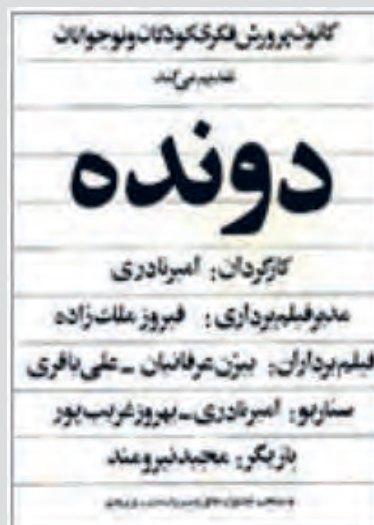 کانون پرورش فکری کودکان و نوجوانان
تقدیم می‌کند
دونده
کارگردان: امیر نادری
مدیر فیلمبرداری: فیروز ملک‌زاده
فیلمبرداران: بیژن عرفانیان - علی باقری
سناریو: امیر نادری - بهروز غریب‌پور
بازیگر: مجید نیرومند